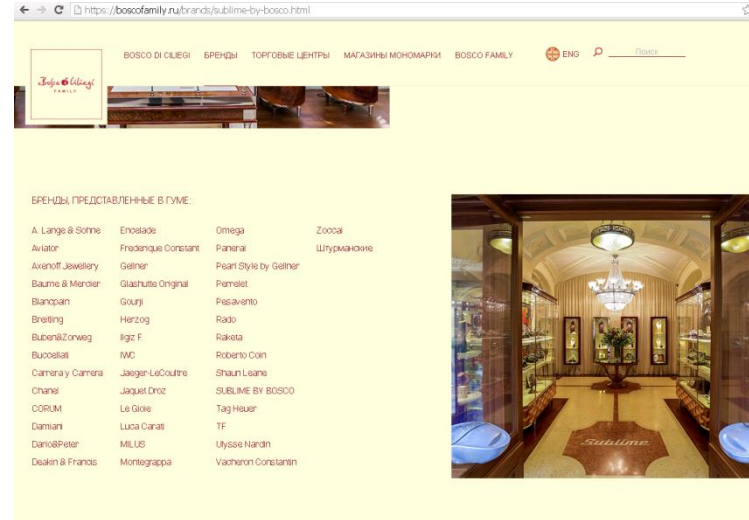 https://boscofamily.ru/brands/sublime-by-bosco.html
Bosco di Ciliegi
FAMILY
BOSCO DI CILIEGI БРЕНДЫ ТОРГОВЫЕ ЦЕНТРЫ МАГАЗИНЫ МОНОМАРКИ BOSCO FAMILY ENG Поиск
БРЕНДЫ, ПРЕДСТАВЛЕННЫЕ В ГУМЕ:
A. Lange & Sohne
Aviator
Axenoff Jewellery
Baume & Mercier
Blancpain
Breitling
Buben&Zorweg
Buccellati
Carrera y Carrera
Chanel
CORUM
Damiani
Dario&Peter
Deakin & Francis
Encelade
Frederique Constant
Gellner
Glashutte Original
Gourji
Herzog
Ilgiz F.
IWC
Jaeger-LeCoultre
Jaquet Droz
Le Gioie
Luca Carati
MILUS
Montegrappa
Omega
Panerai
Pearl Style by Gellner
Perrelet
Pesavento
Rado
Raketa
Roberto Coin
Shaun Leane
SUBLIME BY BOSCO
Tag Heuer
TF
Ulysse Nardin
Vacheron Constantin
Zoccai
Штурманские
Sublime